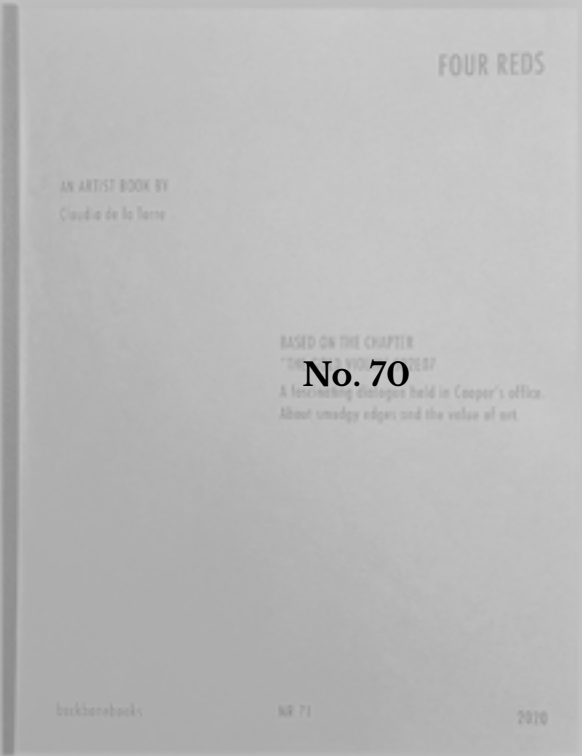 FOUR REDS
AN ARTIST BOOK BY
Claudia de la Torre
BASED ON THE CHAPTER
No. 70
A fascinating dialogue held in Cooper's office.
About smudgy edges and the value of art
backbonebooks
NR 71
2020